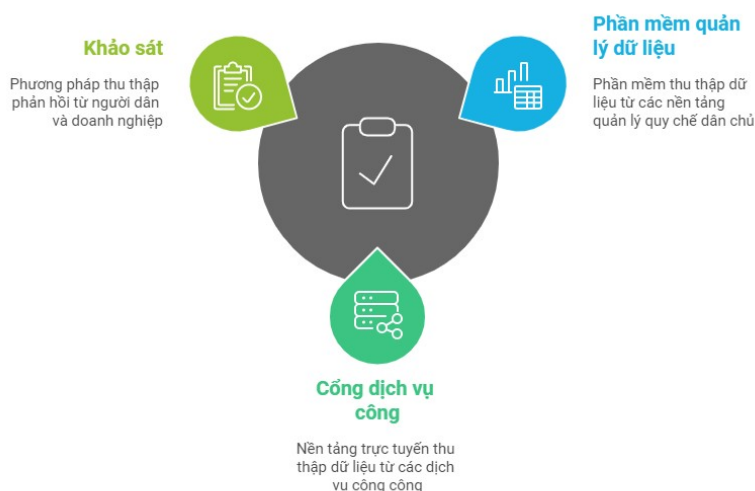 Khảo sát
Phương pháp thu thập
phản hồi từ người dân
và doanh nghiệp
Phần mềm quản
lý dữ liệu
Phần mềm thu thập dữ
liệu từ các nền tảng
quản lý quy chế dân chủ
Cổng dịch vụ
công
Nền tảng trực tuyến thu
thập dữ liệu từ các dịch
vụ công cộng